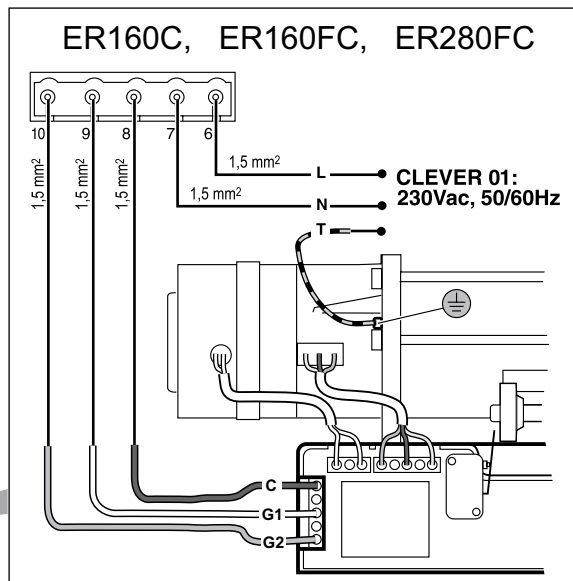 ER160C, ER160FC, ER280FC
10 9 8 7 6
1,5 mm²
1,5 mm²
1,5 mm²
1,5 mm²
1,5 mm²
L
N
T
CLEVER 01:
230Vac, 50/60Hz
C
G1
G2